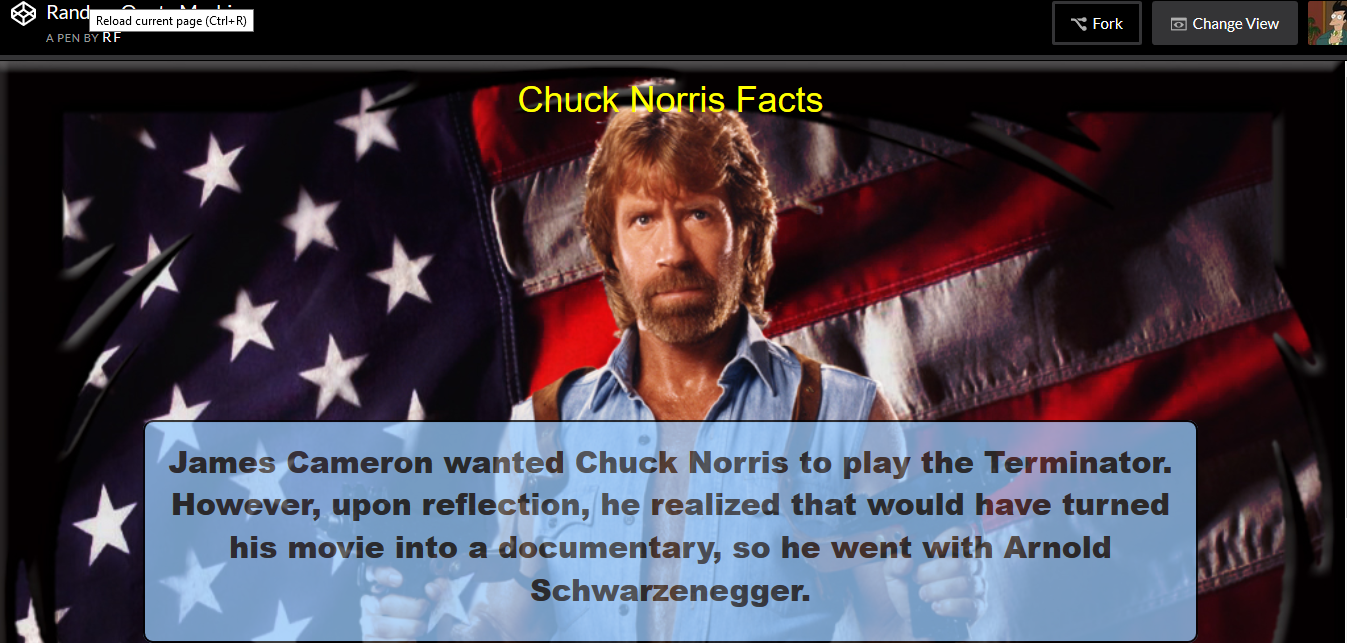 Rand
Reload current page (Ctrl+R)
A PEN BY RF
Fork
Change View
Chuck Norris Facts
James Cameron wanted Chuck Norris to play the Terminator.
However, upon reflection, he realized that would have turned
his movie into a documentary, so he went with Arnold
Schwarzenegger.